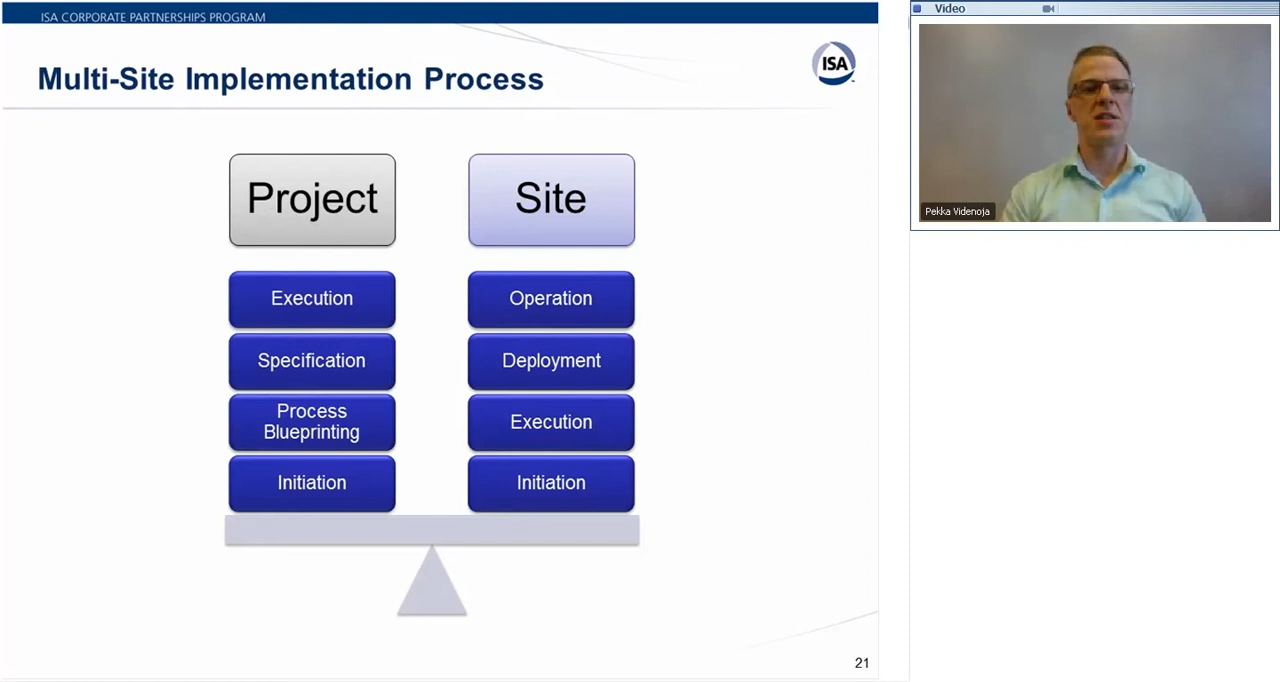 ISA CORPORATE PARTNERSHIPS PROGRAM
Multi-Site Implementation Process
ISA
Project
Site
Execution
Operation
Specification
Deployment
Process
Blueprinting
Execution
Initiation
Initiation
21
Video
Pekka Videnoja